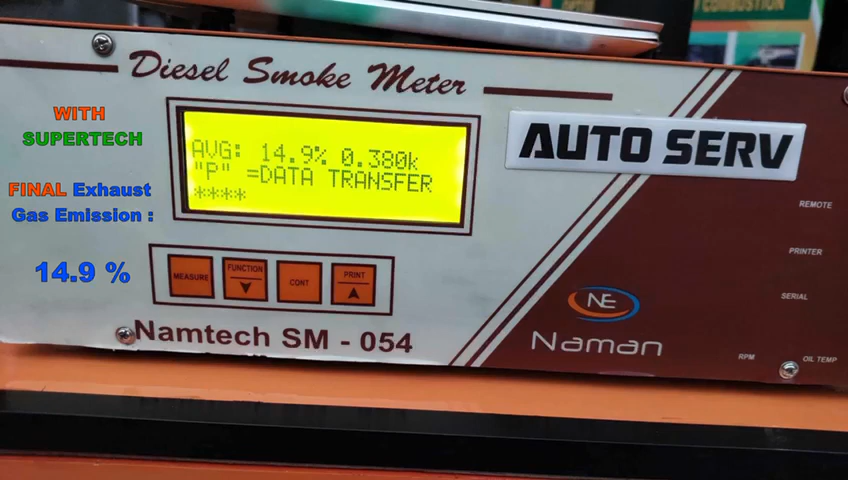 COMBUSTION
Diesel Smoke Meter
WITH
SUPERTECH
FINAL Exhaust
Gas Emission :
14.9 %
AVG: 14.9% 0.380k
"P" =DATA TRANSFER
****
AUTO SERV
MEASURE
FUNCTION
CONT
PRINT
Namtech SM - 054
NE
Naman
REMOTE
PRINTER
SERIAL
RPM
OIL TEMP